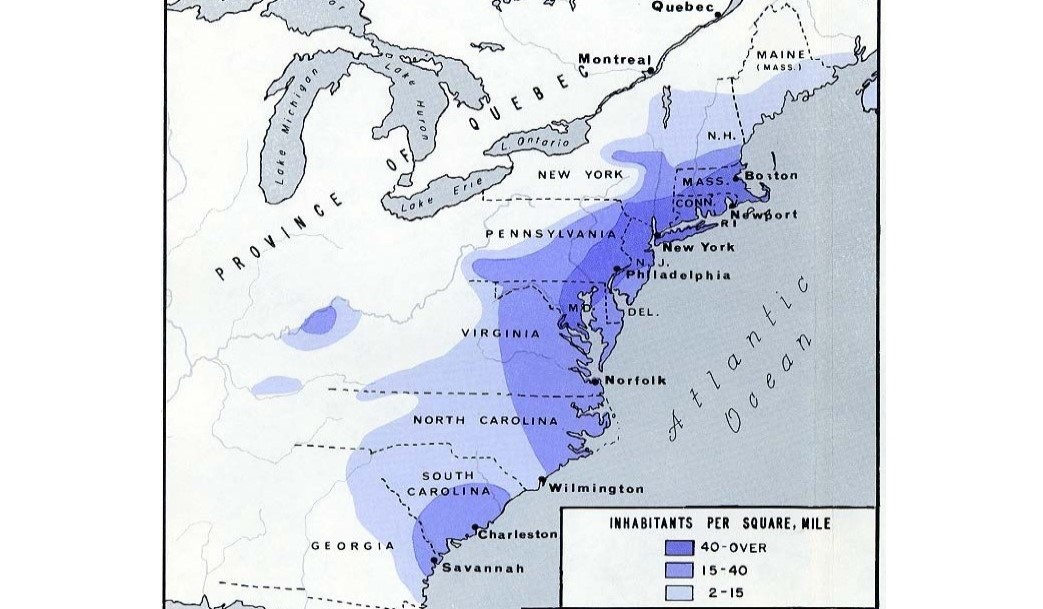 Quebec
Montreal
MAINE
(MASS.)
Lake Michigan
Lake Huron
PROVINCE OF QUEBEC
N.H.
L. Ontario
NEW YORK
Lake Erie
MASS.
Boston
CONN.
Newport
RI
PENNSYLVANIA
New York
N.J.
Philadelphia
MD.
DEL.
VIRGINIA
Norfolk
Atlantic
Ocean
NORTH CAROLINA
SOUTH
CAROLINA
Wilmington
Charleston
GEORGIA
Savannah
INHABITANTS PER SQUARE, MILE
40-OVER
15-40
2-15